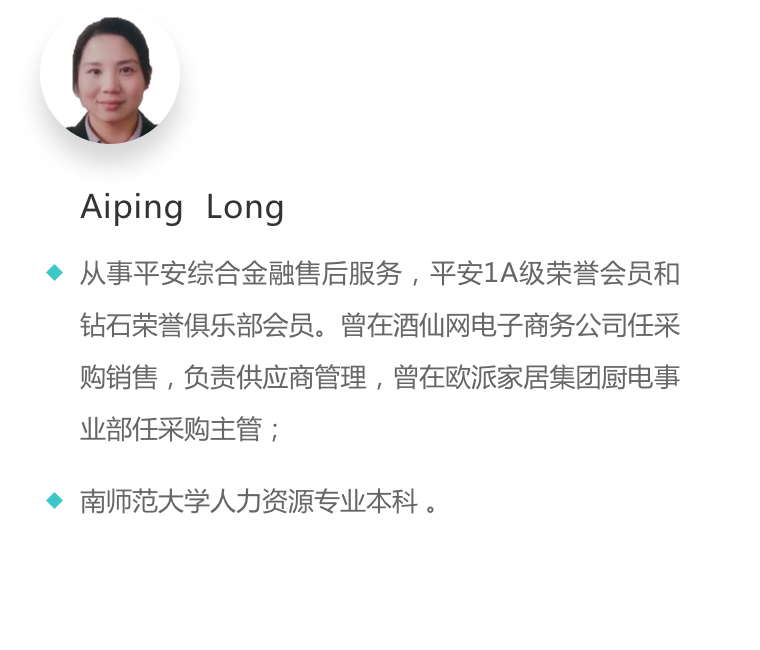 Aiping Long
从事平安综合金融售后服务，平安1A级荣誉会员和
钻石荣誉俱乐部会员。曾在酒仙网电子商务公司任采
购销售，负责供应商管理，曾在欧派家居集团厨电事
业部任采购主管；
南师范大学人力资源专业本科 。